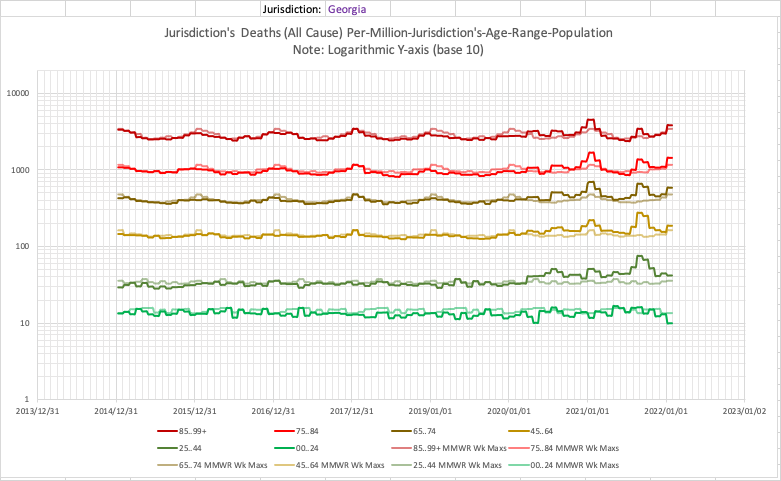 Jurisdiction: Georgia
Jurisdiction's Deaths (All Cause) Per-Million-Jurisdiction's-Age-Range-Population
Note: Logarithmic Y-axis (base 10)
10000
1000
100
10
1
2013/12/31 2014/12/31 2015/12/31 2016/12/31 2017/12/31 2019/01/01 2020/01/01 2021/01/01 2022/01/01 2023/01/02
85..99+ 75..84 65..74 45..64
25..44 00..24 85..99+ MMWR Wk Maxs 75..84 MMWR Wk Maxs
65..74 MMWR Wk Maxs 45..64 MMWR Wk Maxs 25..44 MMWR Wk Maxs 00..24 MMWR Wk Maxs